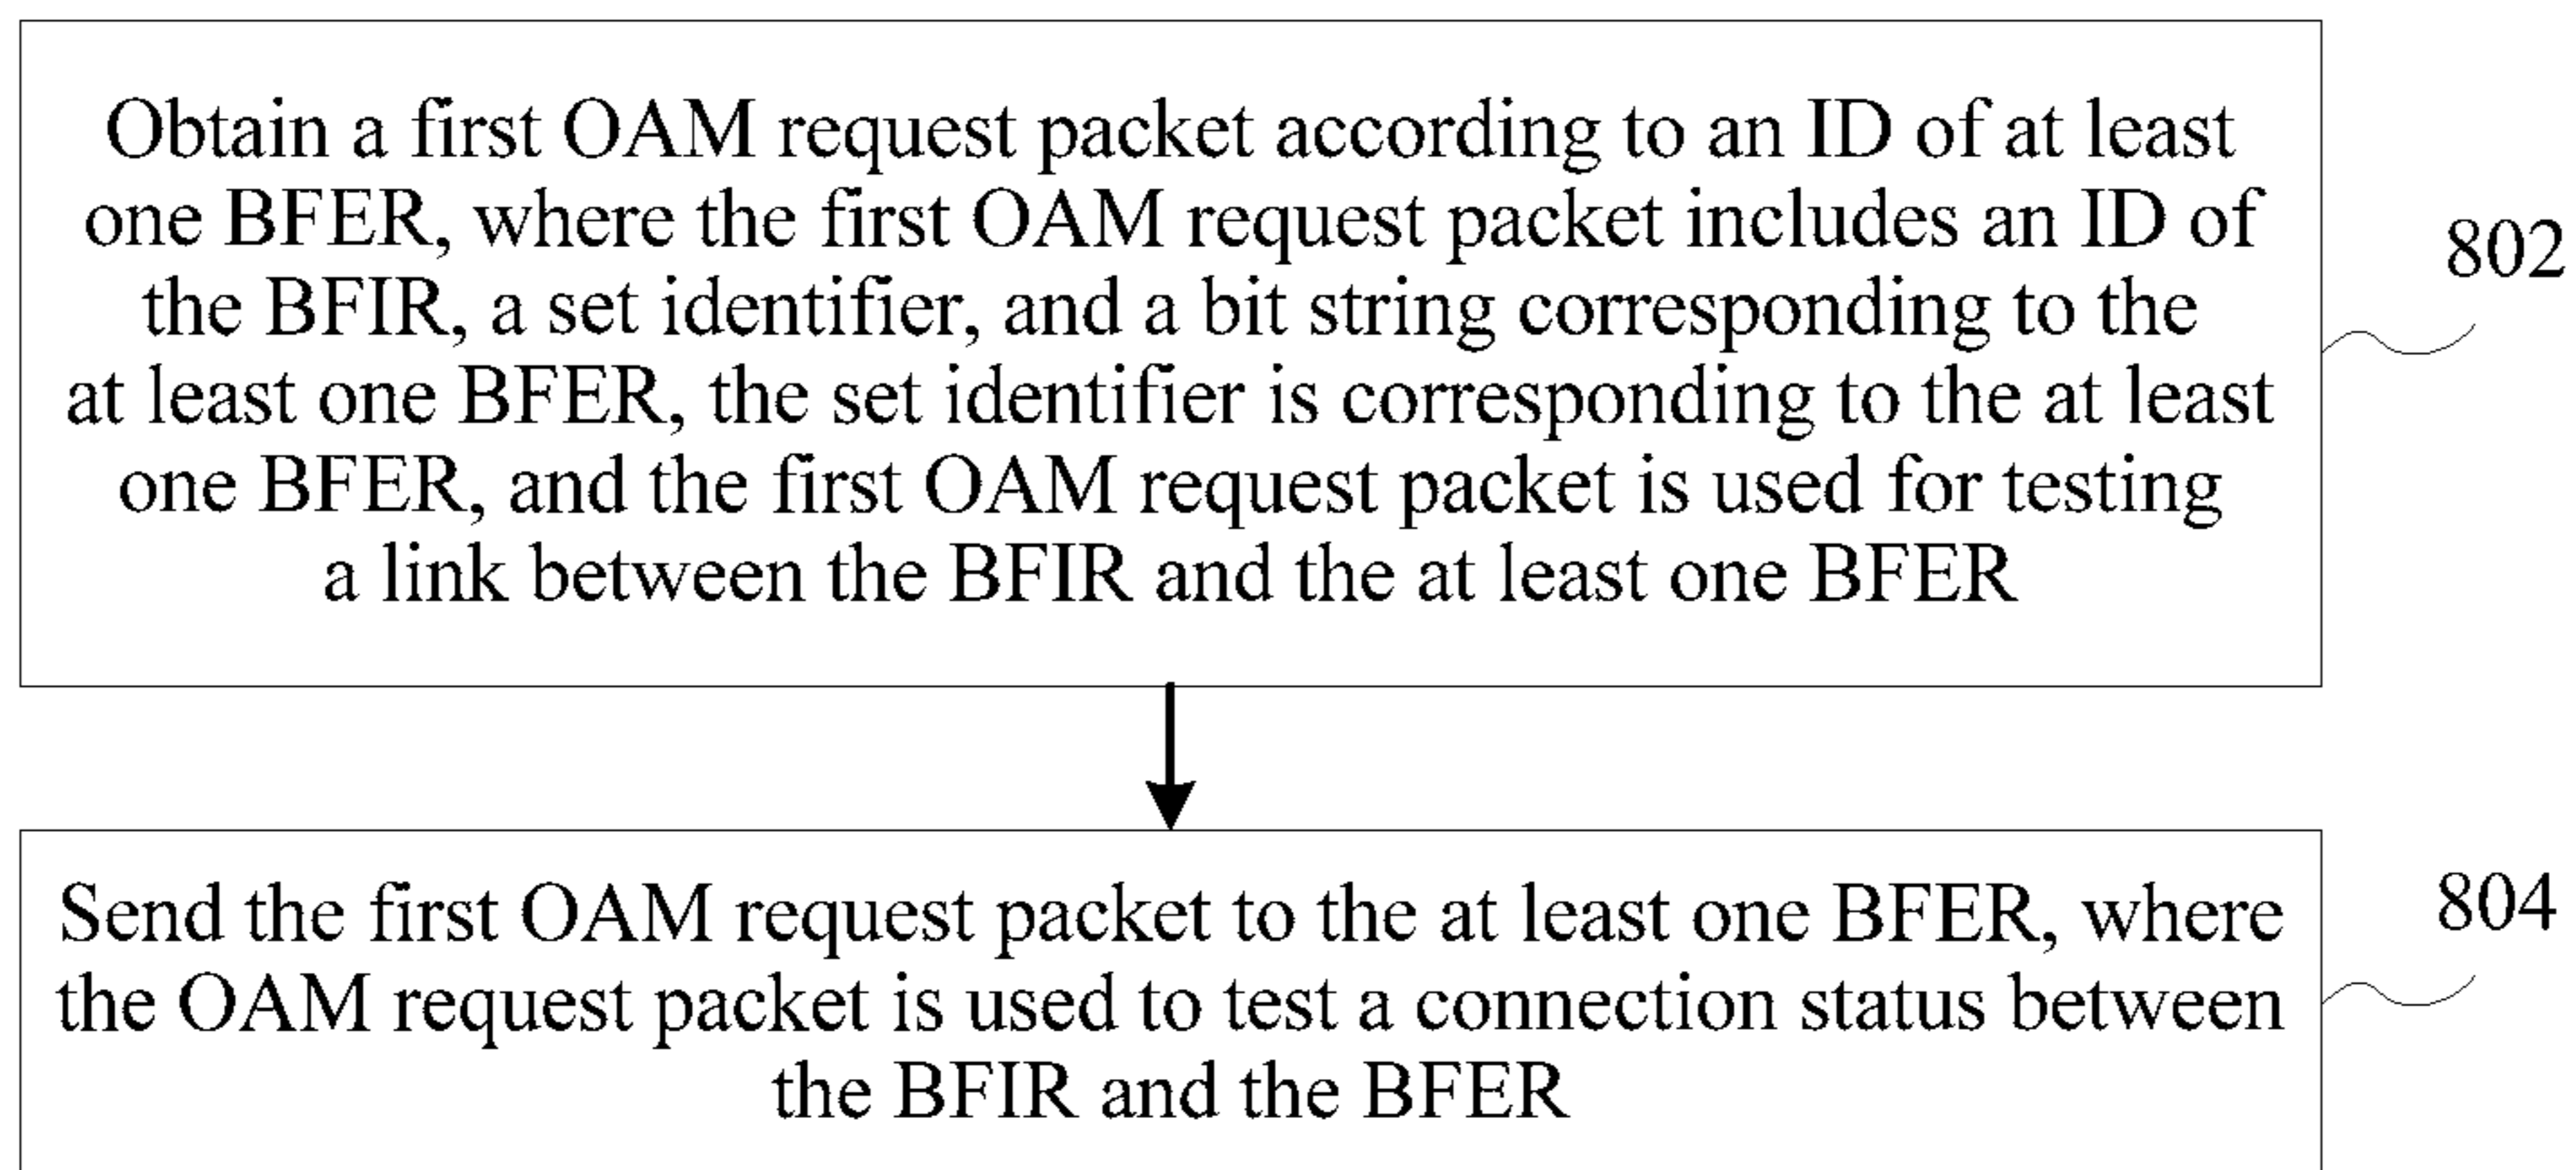 Obtain a first OAM request packet according to an ID of at least
one BFER, where the first OAM request packet includes an ID of
the BFIR, a set identifier, and a bit string corresponding to the
at least one BFER, the set identifier is corresponding to the at least
one BFER, and the first OAM request packet is used for testing
a link between the BFIR and the at least one BFER
802
Send the first OAM request packet to the at least one BFER, where
the OAM request packet is used to test a connection status between
the BFIR and the BFER
804